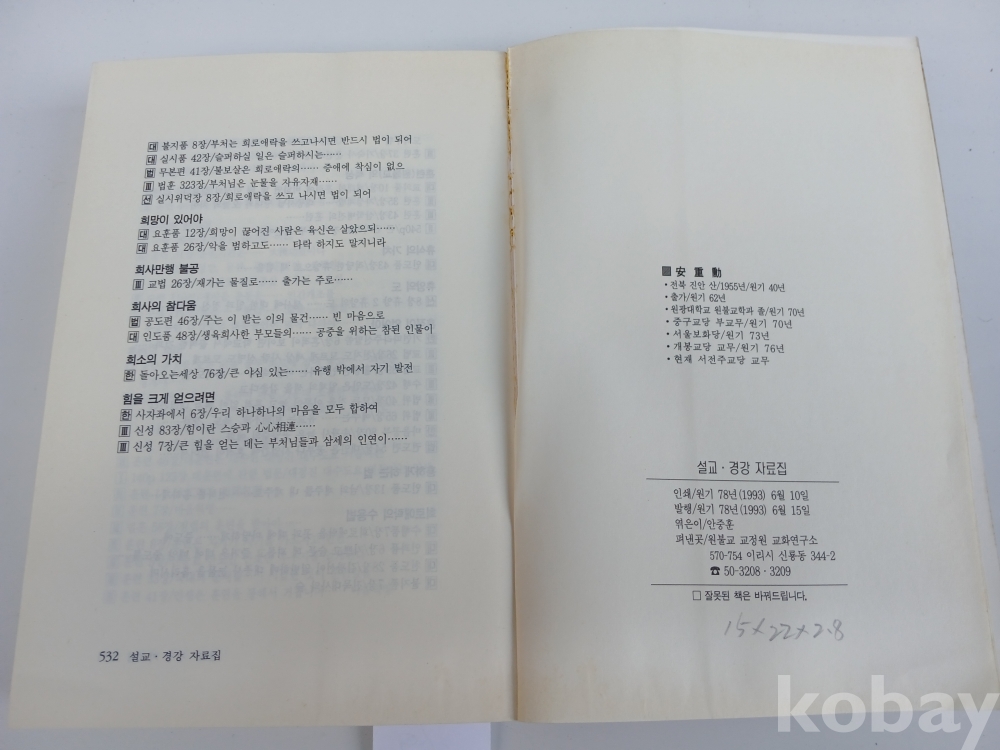 대 불지품 8장/부처는 희로애락을 쓰고나시면 반드시 법이 되어
대 실시품 42장/슬퍼하실 일은 슬퍼하시는……
법 무본편 41장/불보살은 희로애락의…… 증애에 착실이 없으
Ⅲ 법훈 323장/부처님은 눈물을 자유자재……
선 실시위덕장 8장/희로애락을 쓰고 나시면 법이 되어
희망이 있어야
대 요훈품 12장/희망이 끊어진 사람은 육신은 살았으되……
대 요훈품 26장/악을 범하고도…… 타락 하지도 말지니라
희사만행 불공
Ⅲ 교법 26장/재가는 물질로…… 출가는 주로……
희사의 참다움
법 공도편 46장/주는 이 받는 이의 물건…… 빈 마음으로
대 인도품 48장/생육희사한 부모들의…… 공중을 위하는 참된 인물이
희소의 가치
한 돌아오는세상 76장/큰 야심 있는…… 유행 밖에서 자기 발전
힘을 크게 얻으려면
한 사자좌에서 6장/우리 하나하나의 마음을 모두 합하여
Ⅲ 신성 83장/힘이란 스승과 心心相連……
Ⅲ 신성 7장/큰 힘을 얻는 데는 부처님들과 삼세의 인연이……
532 설교·경강 자료집
安重勳
• 전북 진안 산/1955년/원기 40년
• 출가/원기 62년
• 원광대학교 원불교학과 졸/원기 70년
• 중구교당 부교무/원기 70년
• 서울보화당/원기 73년
• 개봉교당 교무/원기 76년
• 현재 서전주교당 교무
설교·경강 자료집
인쇄/원기 78년(1993) 6월 10일
발행/원기 78년(1993) 6월 15일
엮은이/안중훈
펴낸곳/원불교 교정원 교화연구소
570-754 이리시 신룡동 344-2
☎ 50-3208·3209
□ 잘못된 책은 바꿔드립니다.
15×22×2.8
kobay